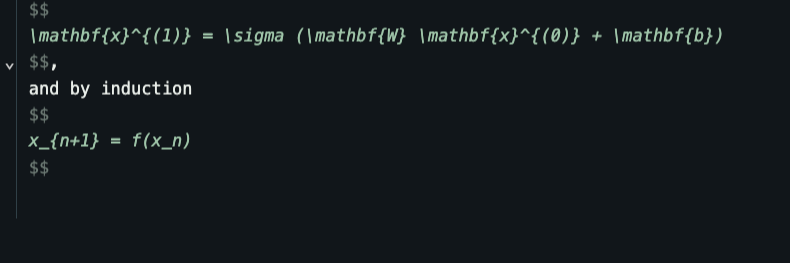 $$
\mathbf{x}^{(1)} = \sigma (\mathbf{W} \mathbf{x}^{(0)} + \mathbf{b})
$$,
and by induction
$$
x_{n+1} = f(x_n)
$$